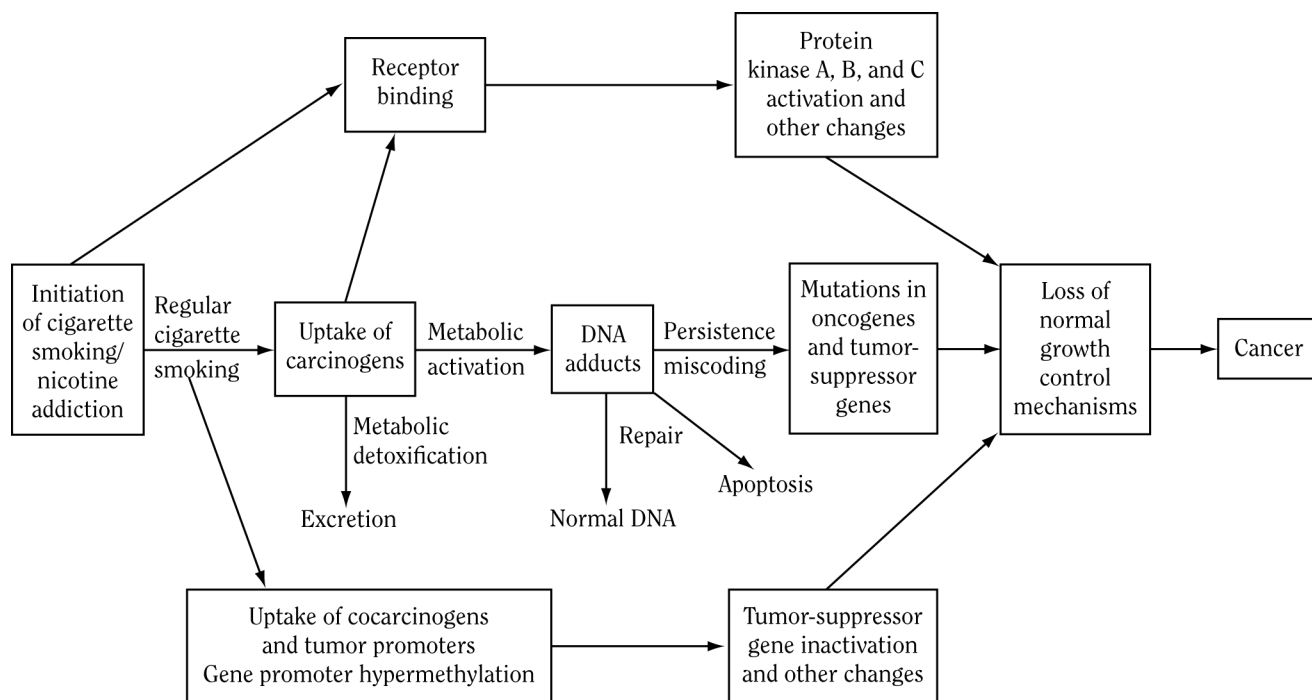 Receptor
binding
Protein
kinase A, B, and C
activation and
other changes
Initiation
of cigarette
smoking/
nicotine
addiction
Regular
cigarette
smoking
Uptake of
carcinogens
Metabolic
activation
DNA
adducts
Persistence
miscoding
Mutations in
oncogenes
and tumor-
suppressor
genes
Loss of
normal
growth
control
mechanisms
Cancer
Metabolic
detoxification
Excretion
Repair
Normal DNA
Apoptosis
Uptake of cocarcinogens
and tumor promoters
Gene promoter hypermethylation
Tumor-suppressor
gene inactivation
and other changes